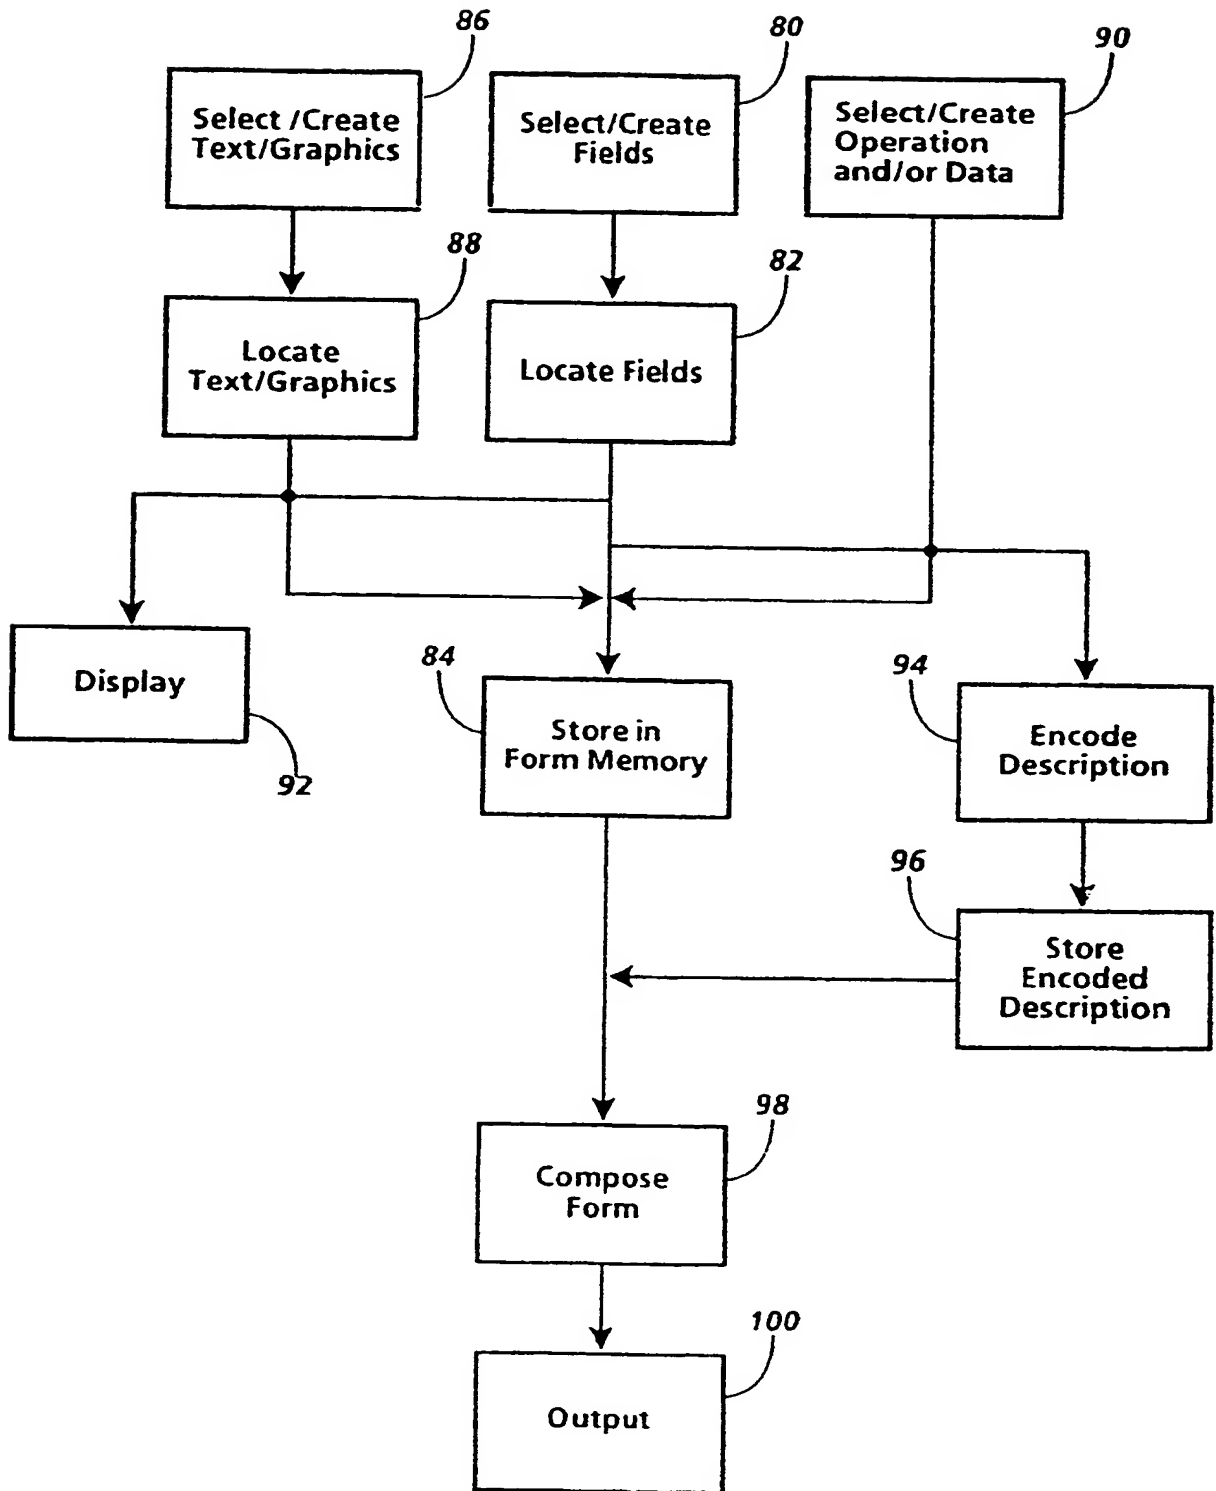 86
80
90
Select /Create
Text/Graphics
Select/Create
Fields
Select/Create
Operation
and/or Data
88
82
Locate
Text/Graphics
Locate Fields
Display
92
84
Store in
Form Memory
94
Encode
Description
96
Store
Encoded
Description
98
Compose
Form
100
Output